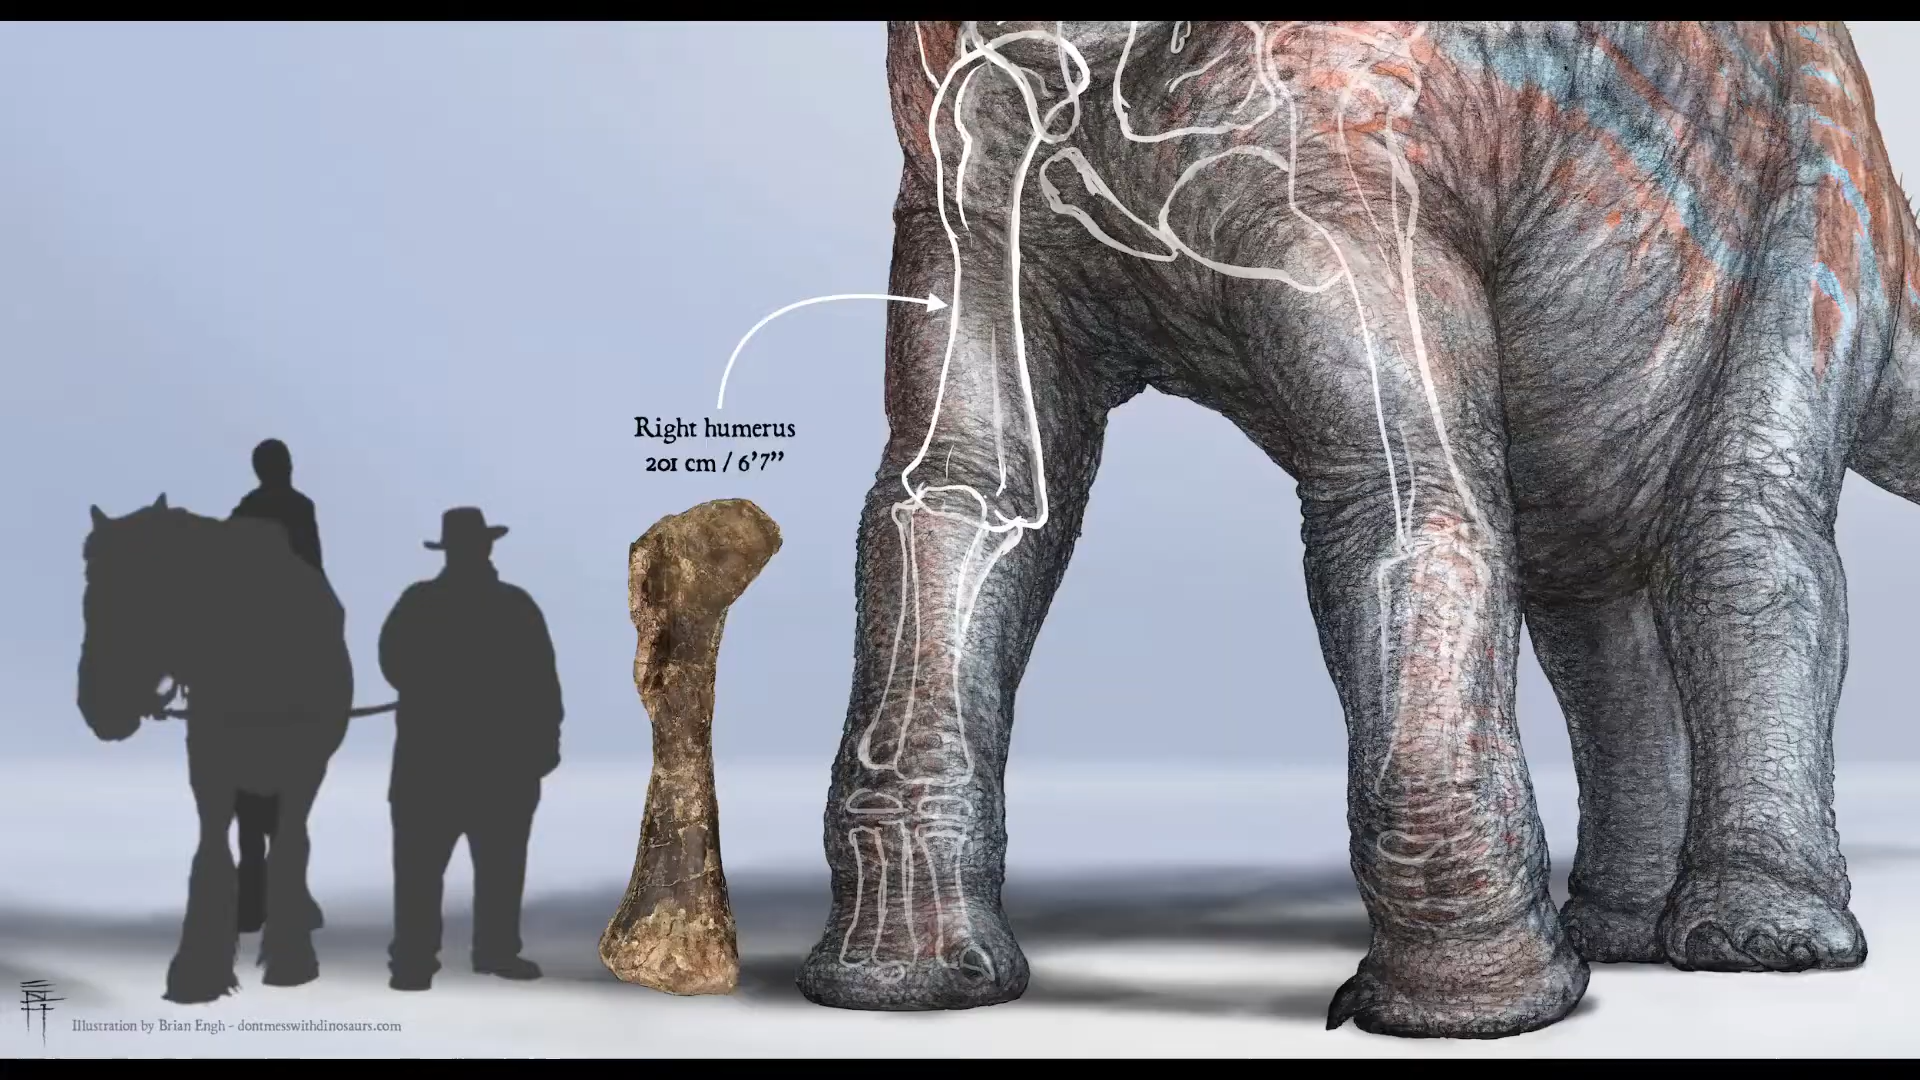 Right humerus
201 cm / 6'7"
Illustration by Brian Engh - dontmesswithdinosaurs.com